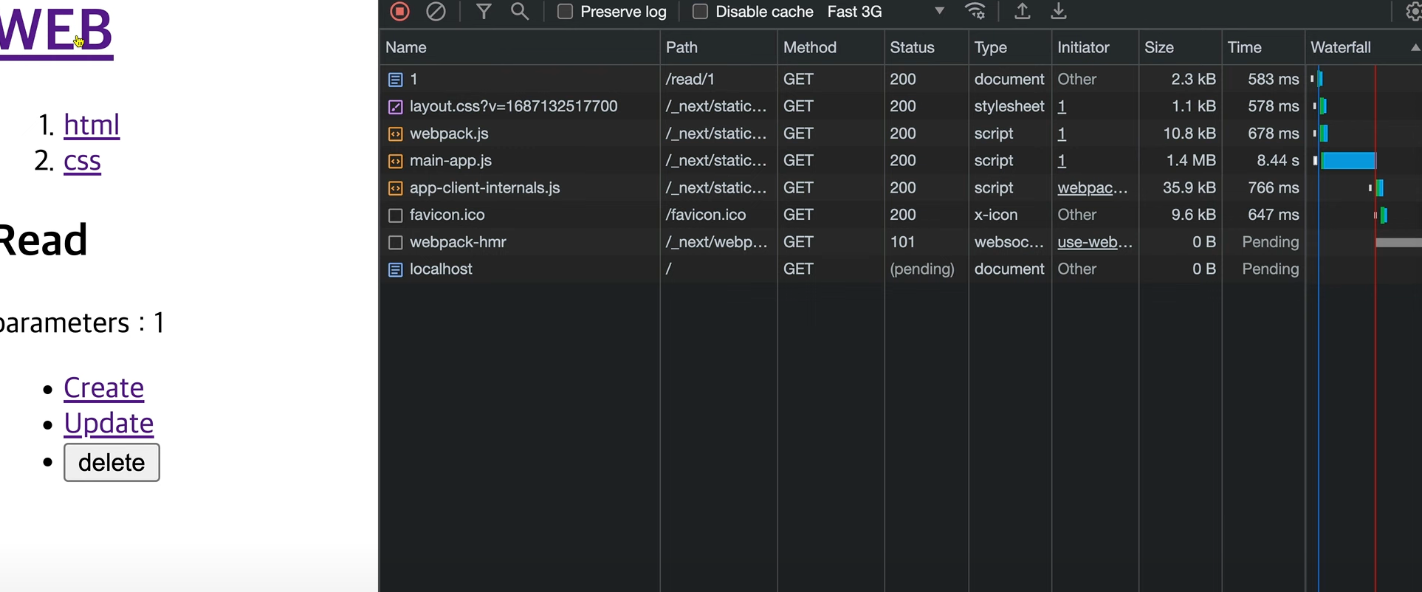 WEB
1. html
2. css
Read
parameters : 1
• Create
• Update
• delete
Preserve log Disable cache Fast 3G
Name Path Method Status Type Initiator Size Time Waterfall
1 /read/1 GET 200 document Other 2.3 kB 583 ms
layout.css?v=1687132517700 /_next/static... GET 200 stylesheet 1 1.1 kB 578 ms
webpack.js /_next/static... GET 200 script 1 10.8 kB 678 ms
main-app.js /_next/static... GET 200 script 1 1.4 MB 8.44 s
app-client-internals.js /_next/static... GET 200 script webpac... 35.9 kB 766 ms
favicon.ico /favicon.ico GET 200 x-icon Other 9.6 kB 647 ms
webpack-hmr /_next/webp... GET 101 websoc... use-web... 0 B Pending
localhost / GET (pending) document Other 0 B Pending